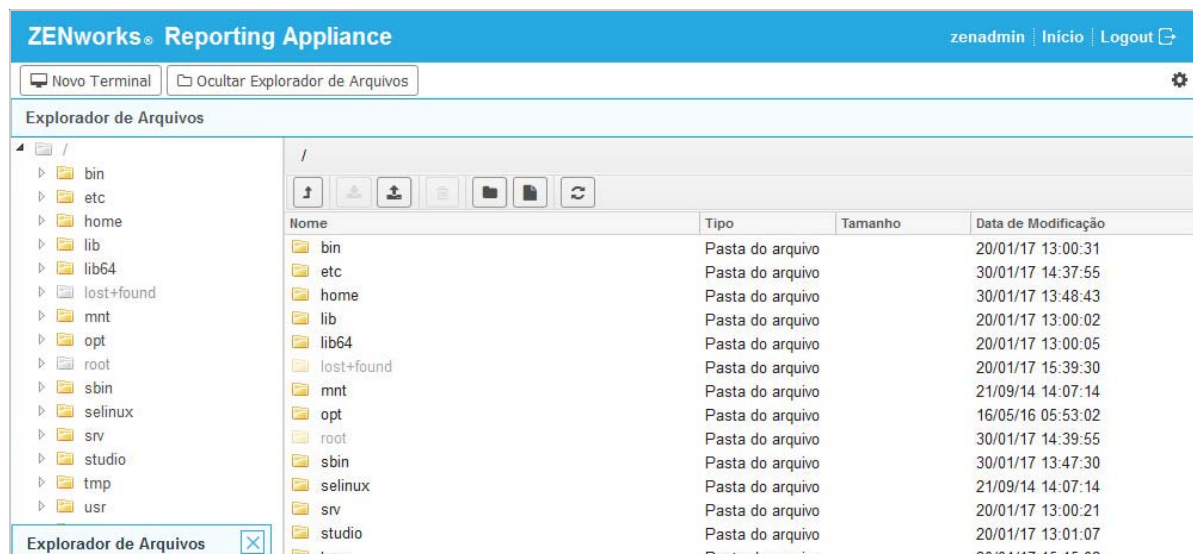 ZENworks® Reporting Appliance
zenadmin Início Logout
Novo Terminal Ocultar Explorador de Arquivos
Explorador de Arquivos
/
bin
etc
home
lib
lib64
lost+found
mnt
opt
root
sbin
selinux
srv
studio
tmp
usr
Explorador de Arquivos
/
Nome Tipo Tamanho Data de Modificação
bin Pasta do arquivo 20/01/17 13:00:31
etc Pasta do arquivo 30/01/17 14:37:55
home Pasta do arquivo 30/01/17 13:48:43
lib Pasta do arquivo 20/01/17 13:00:02
lib64 Pasta do arquivo 20/01/17 13:00:05
lost+found Pasta do arquivo 20/01/17 15:39:30
mnt Pasta do arquivo 21/09/14 14:07:14
opt Pasta do arquivo 16/05/16 05:53:02
root Pasta do arquivo 30/01/17 14:39:55
sbin Pasta do arquivo 30/01/17 13:47:30
selinux Pasta do arquivo 21/09/14 14:07:14
srv Pasta do arquivo 20/01/17 13:00:21
studio Pasta do arquivo 20/01/17 13:01:07